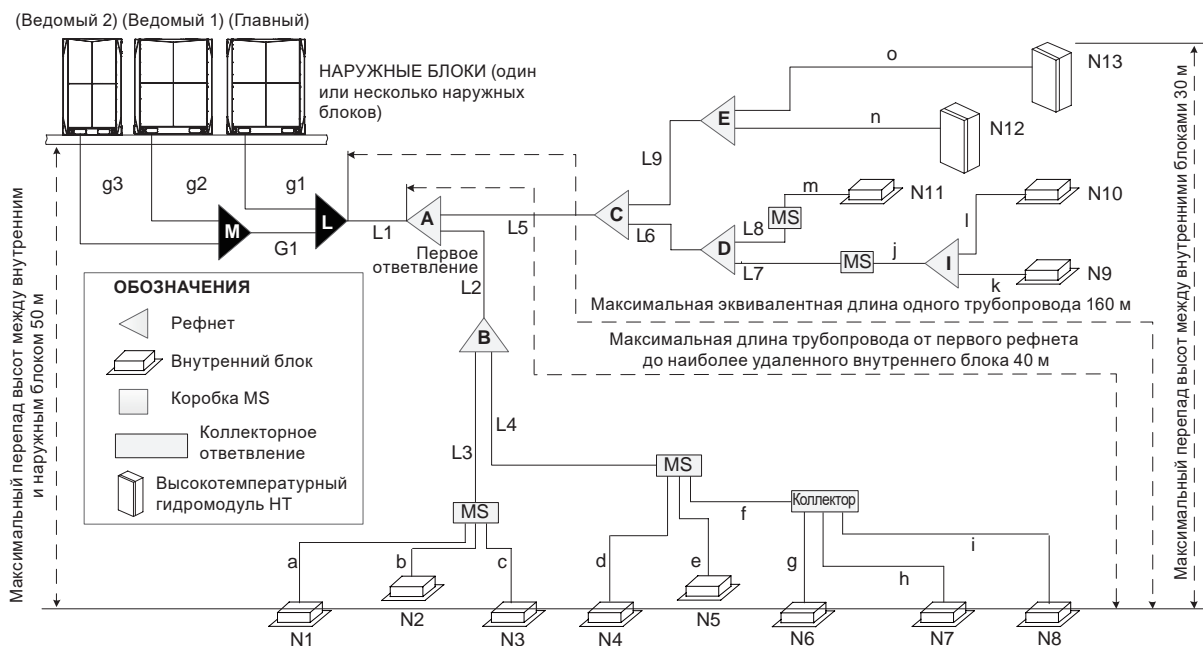 (Ведомый 2) (Ведомый 1) (Главный)
НАРУЖНЫЕ БЛОКИ (один
или несколько наружных
блоков)
g3
g2
g1
M
G1
L
L1
A
Первое
ответвление
L2
B
L5
C
L6
L9
E
o
n
N13
N12
D
L8
MS
m
N11
L7
MS
j
I
l
N10
k
N9
Максимальная эквивалентная длина одного трубопровода 160 м
Максимальная длина трубопровода от первого рефнета
до наиболее удаленного внутреннего блока 40 м
Максимальный перепад высот между внутренним
и наружным блоком 50 м
Максимальный перепад высот между внутренними блоками 30 м
ОБОЗНАЧЕНИЯ
Рефнет
Внутренний блок
Коробка MS
Коллекторное
ответвление
Высокотемпературный
гидромодуль НТ
L3
L4
MS
MS
Коллектор
a
b
c
d
e
f
g
h
i
N1
N2
N3
N4
N5
N6
N7
N8